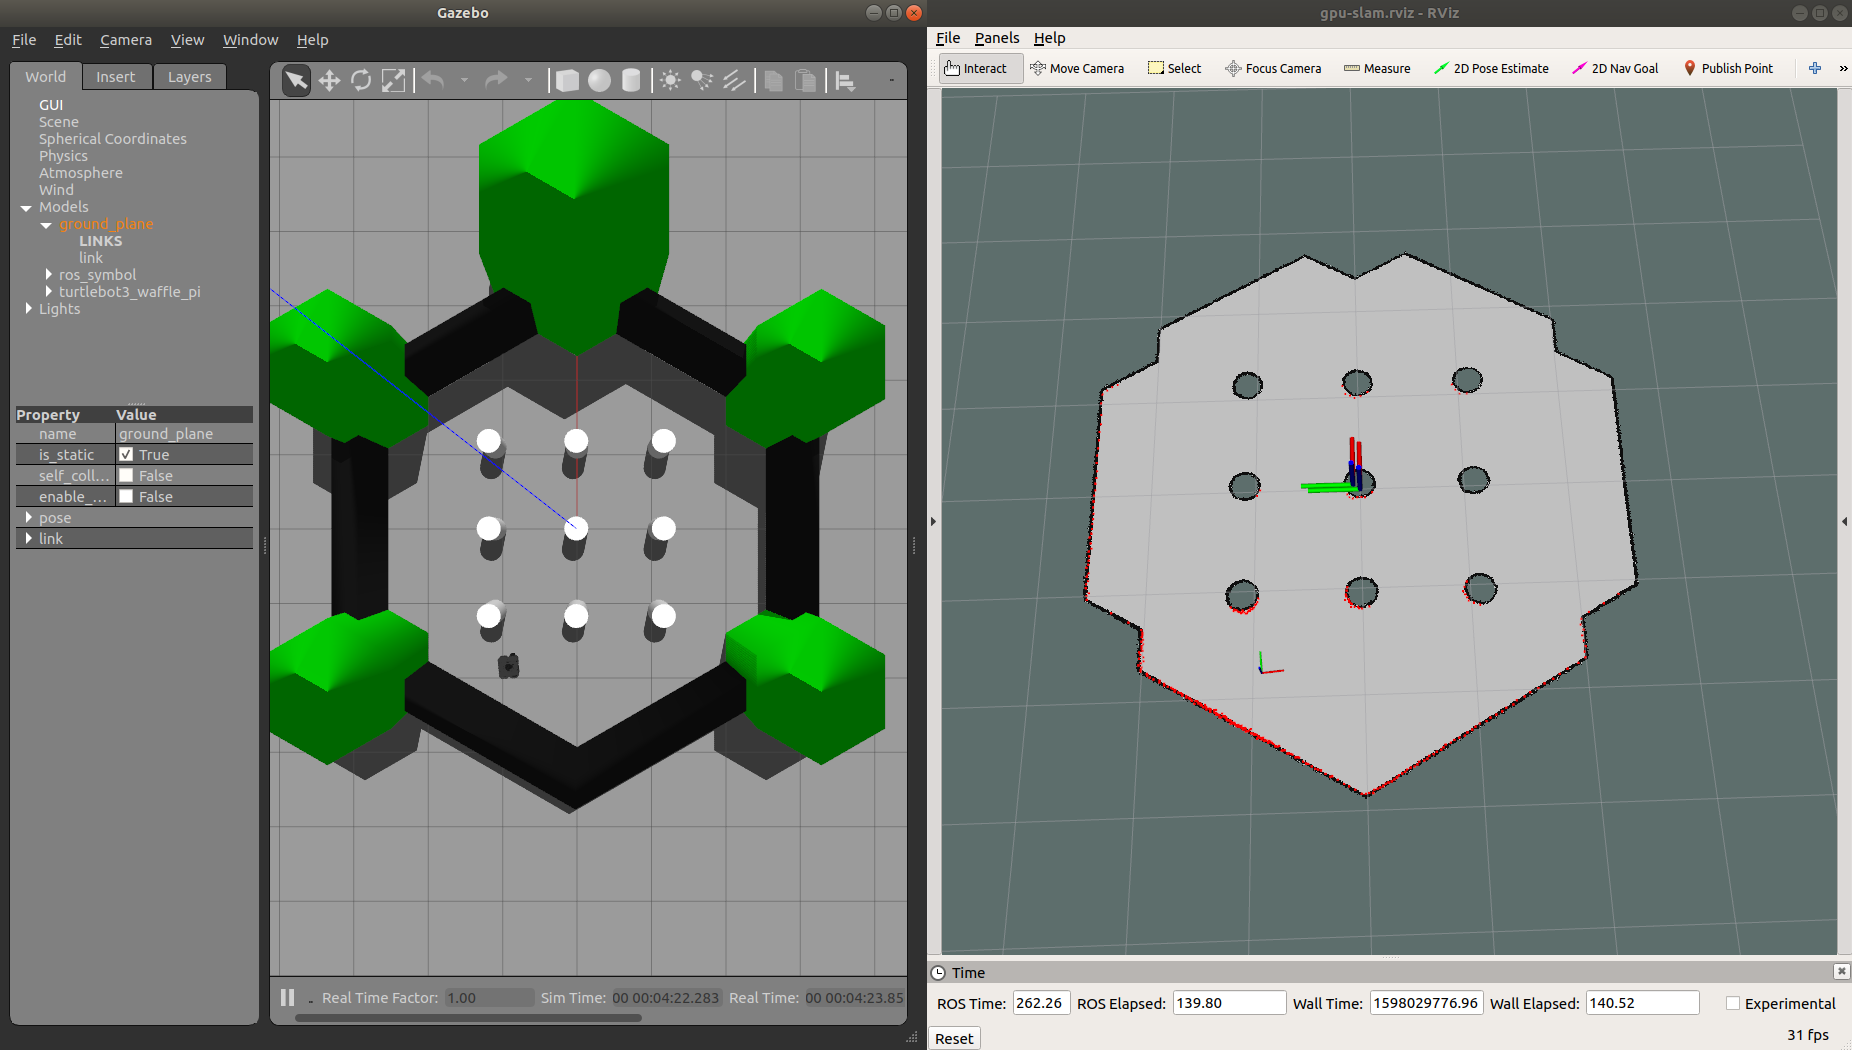 Gazebo
File Edit Camera View Window Help
World Insert Layers
GUI
Scene
Spherical Coordinates
Physics
Atmosphere
Wind
Models
ground_plane
LINKS
link
ros_symbol
turtlebot3_waffle_pi
Lights
Property Value
name ground_plane
is_static True
self_coll... False
enable_... False
pose
link
Real Time Factor: 1.00 Sim Time: 00 00:04:22.283 Real Time: 00 00:04:23.85
gpu-slam.rviz - RViz
File Panels Help
Interact Move Camera Select Focus Camera Measure 2D Pose Estimate 2D Nav Goal Publish Point »
Time
ROS Time: 262.26 ROS Elapsed: 139.80 Wall Time: 1598029776.96 Wall Elapsed: 140.52 Experimental
Reset 31 fps